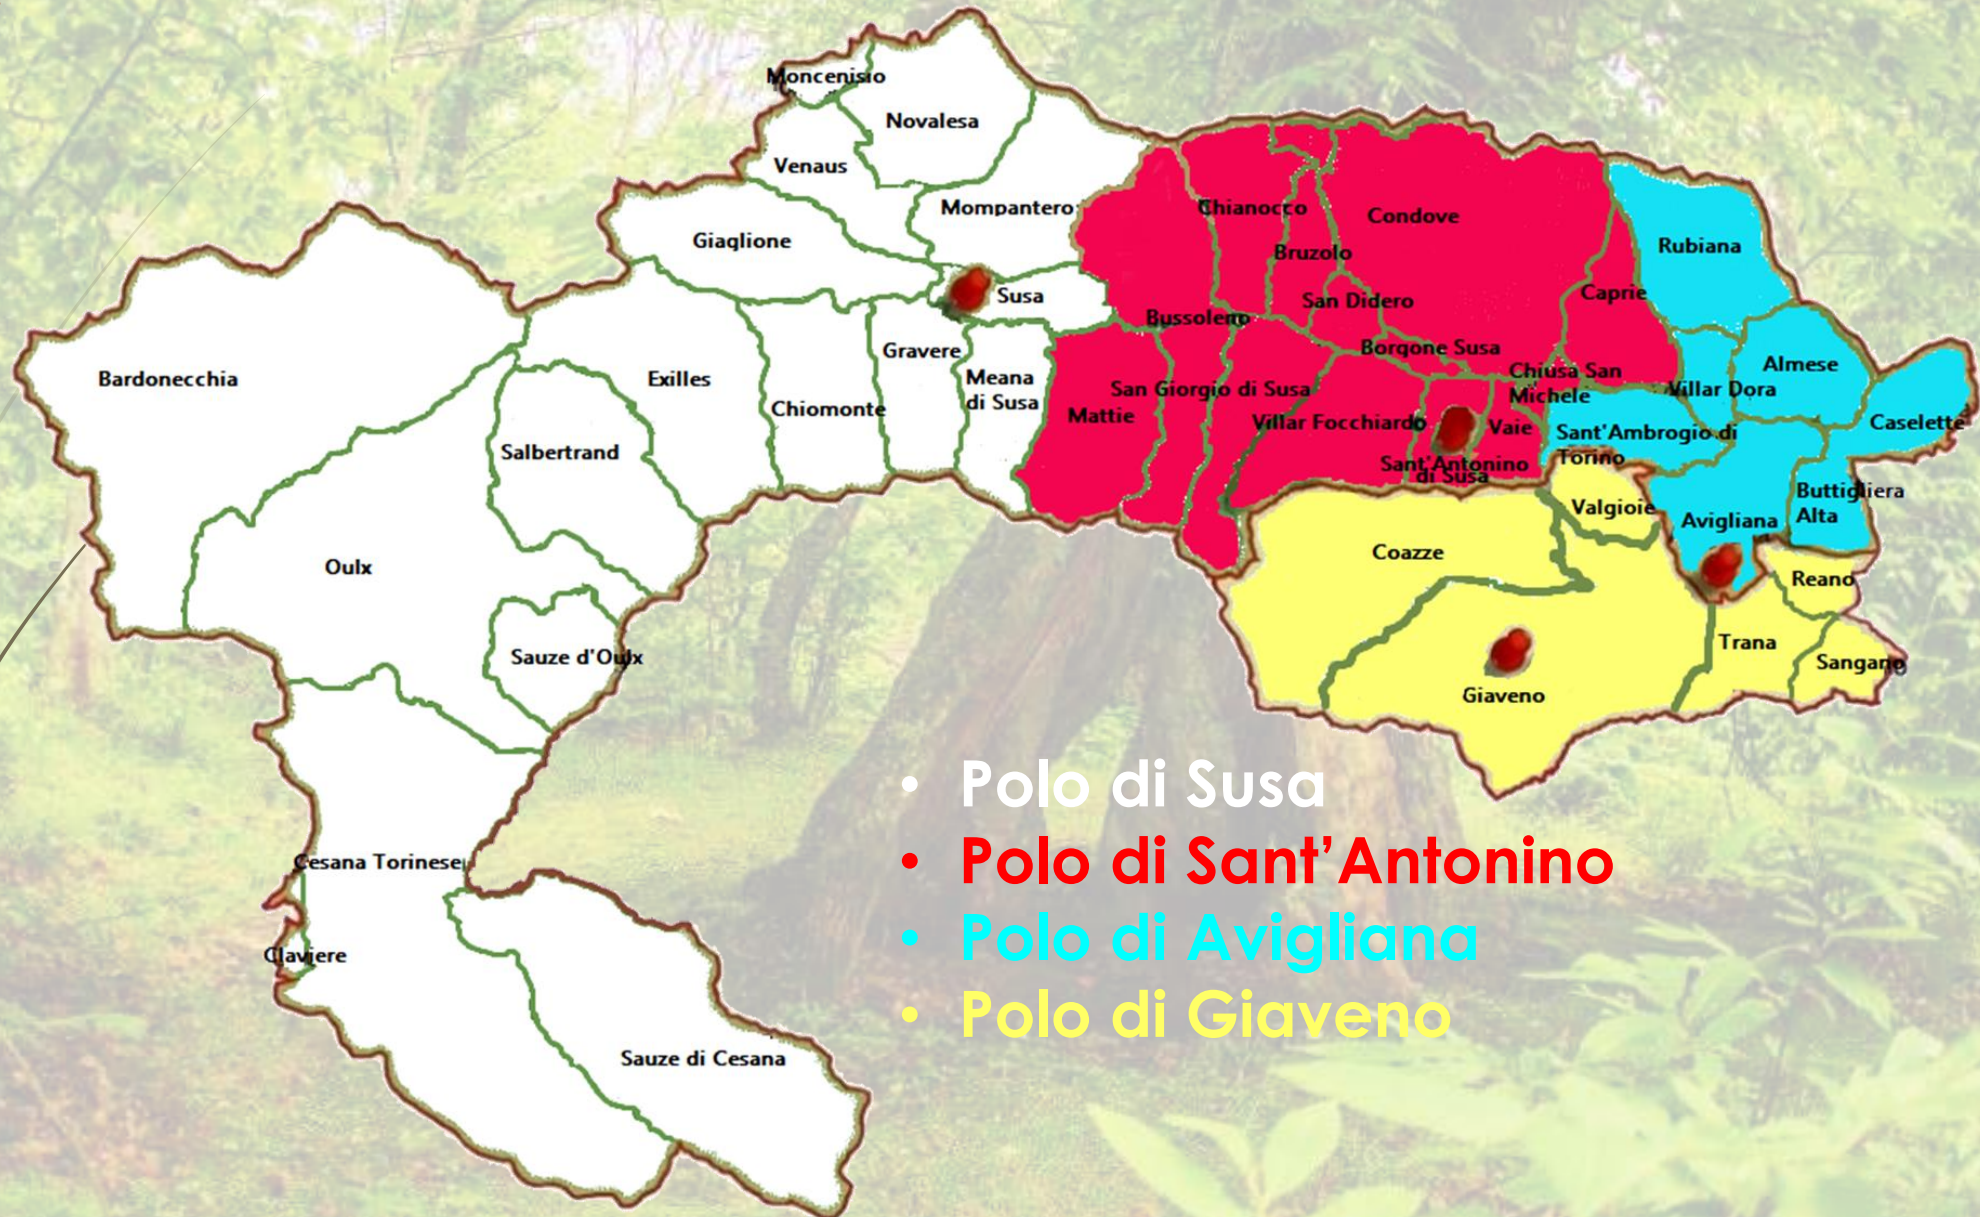 Moncenisio
Novalesa
Venaus
Mompantero
Giaglione
Susa
Chianocco
Condove
Bruzolo
Rubiana
San Didero
Caprie
Bussoleno
Bardonecchia
Exilles
Chiomonte
Gravere
Meana
di Susa
Mattie
San Giorgio di Susa
Borgone Susa
Chiusa San
Michele
Villar Dora
Almese
Caselette
Villar Focchiardo
Vaie
Sant'Ambrogio di
Torino
Sant'Antonino
di Susa
Salbertrand
Valgioie
Avigliana
Buttigliera
Alta
Oulx
Coazze
Reano
Sauze d'Oulx
Trana
Sangano
Giaveno
Cesana Torinese
Claviere
Sauze di Cesana
• Polo di Susa
• Polo di Sant’Antonino
• Polo di Avigliana
• Polo di Giaveno